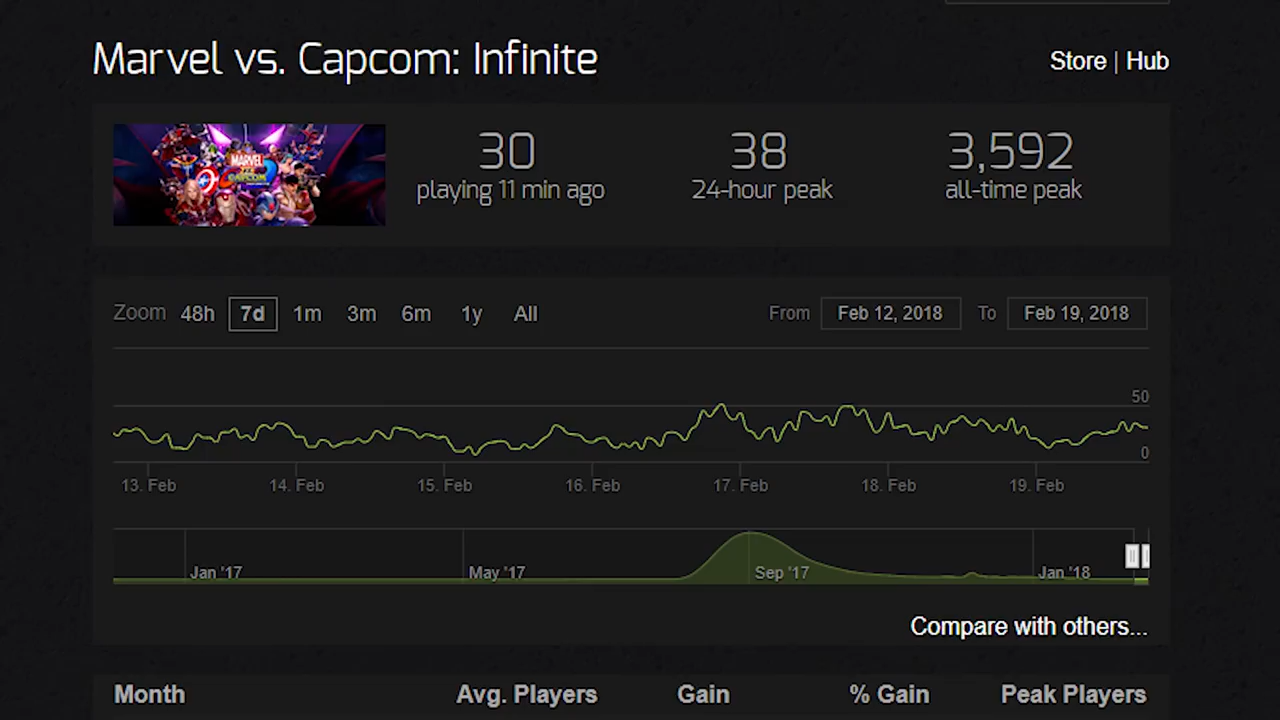 Marvel vs. Capcom: Infinite
Store | Hub
MARVEL
CAPCOM
30
playing 11 min ago
38
24-hour peak
3,592
all-time peak
Zoom 48h 7d 1m 3m 6m 1y All
From Feb 12, 2018 To Feb 19, 2018
50
0
13. Feb 14. Feb 15. Feb 16. Feb 17. Feb 18. Feb 19. Feb
Jan '17 May '17 Sep '17 Jan '18
Compare with others...
Month Avg. Players Gain % Gain Peak Players